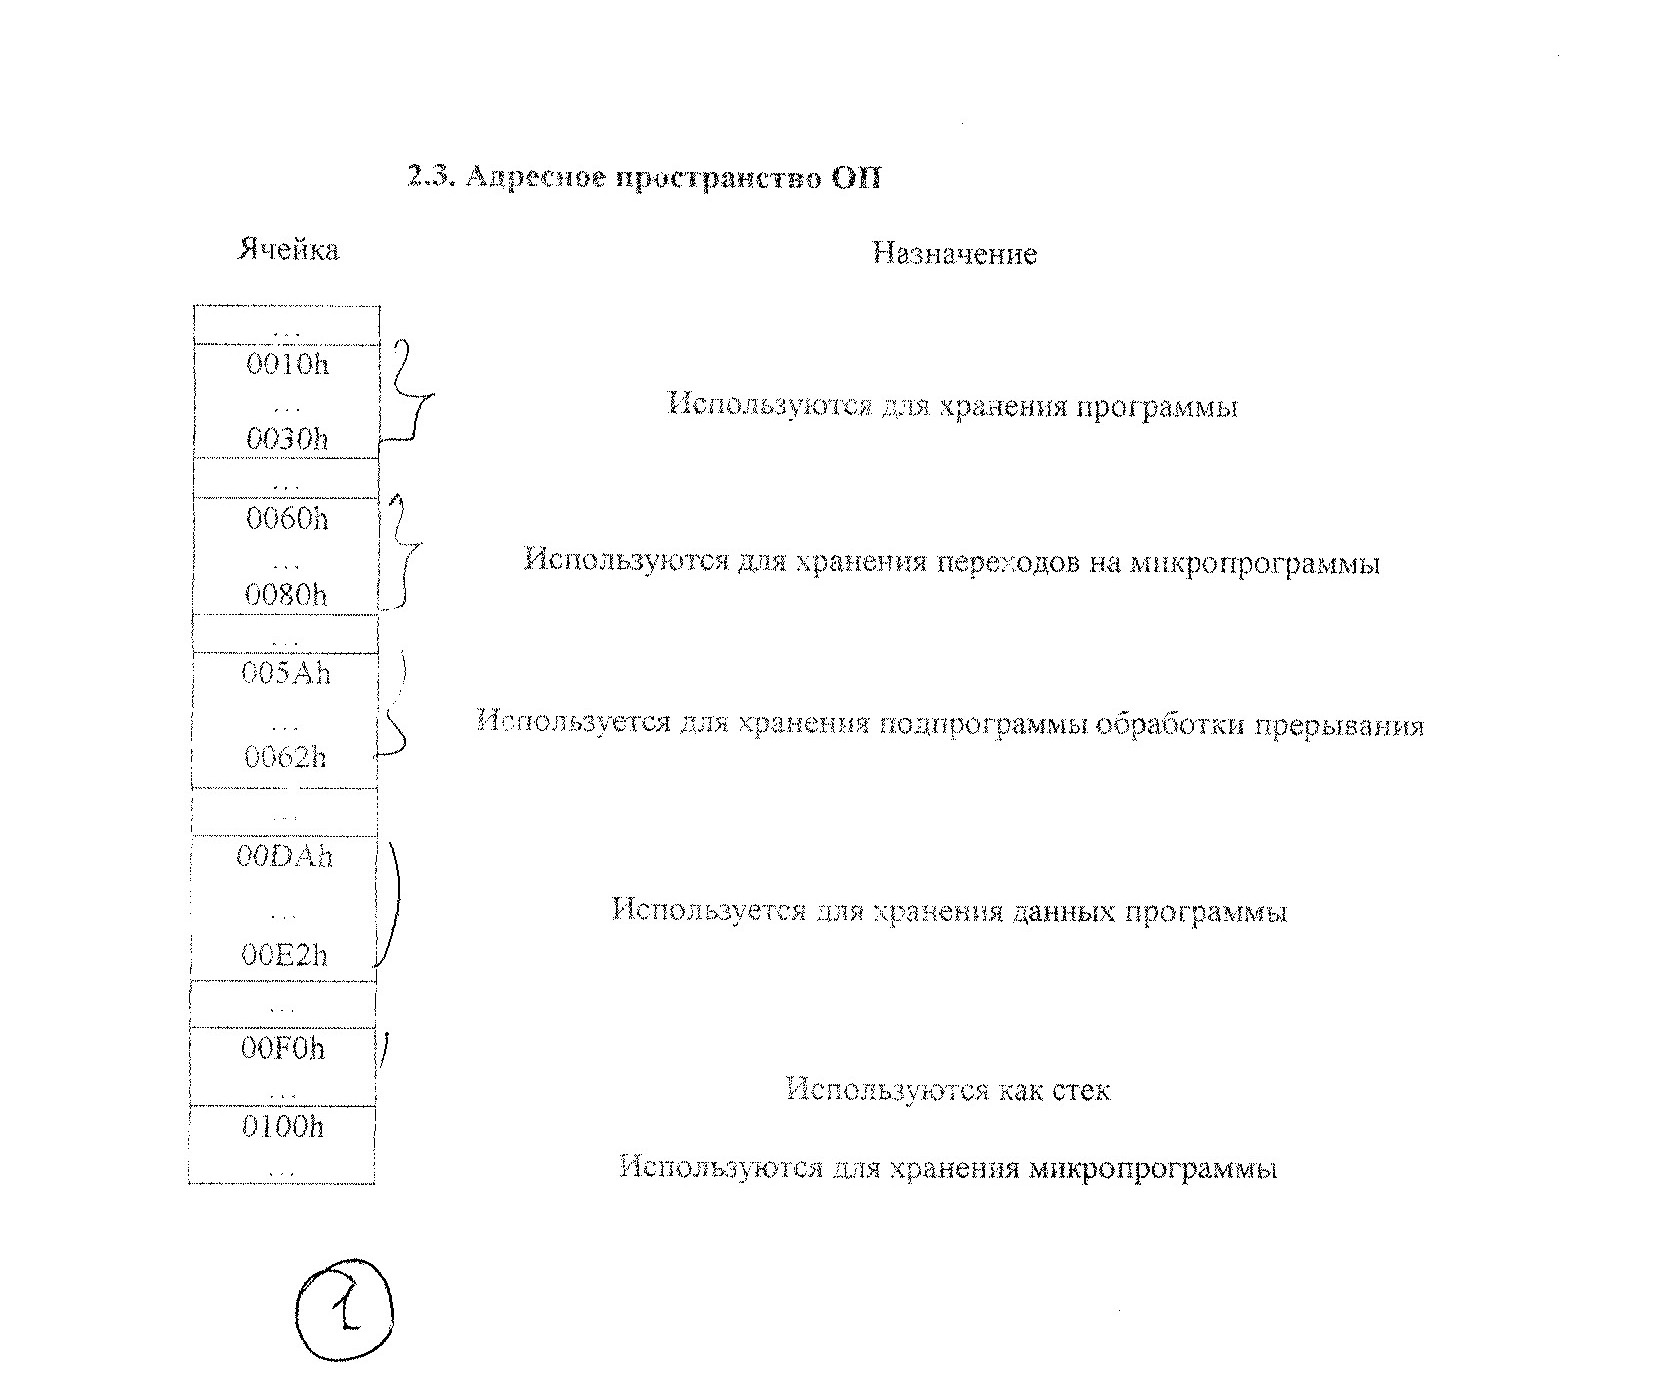 2.3. Адресное пространство ОП
Ячейка Назначение
...
0010h
... Используются для хранения программы
0030h
...
0060h
... Используются для хранения переходов на микропрограммы
0080h
...
005Ah
... Используется для хранения подпрограммы обработки прерывания
0062h
...
00DAh
... Используется для хранения данных программы
00E2h
...
00F0h
... Используются как стек
0100h
... Используются для хранения микропрограммы
1